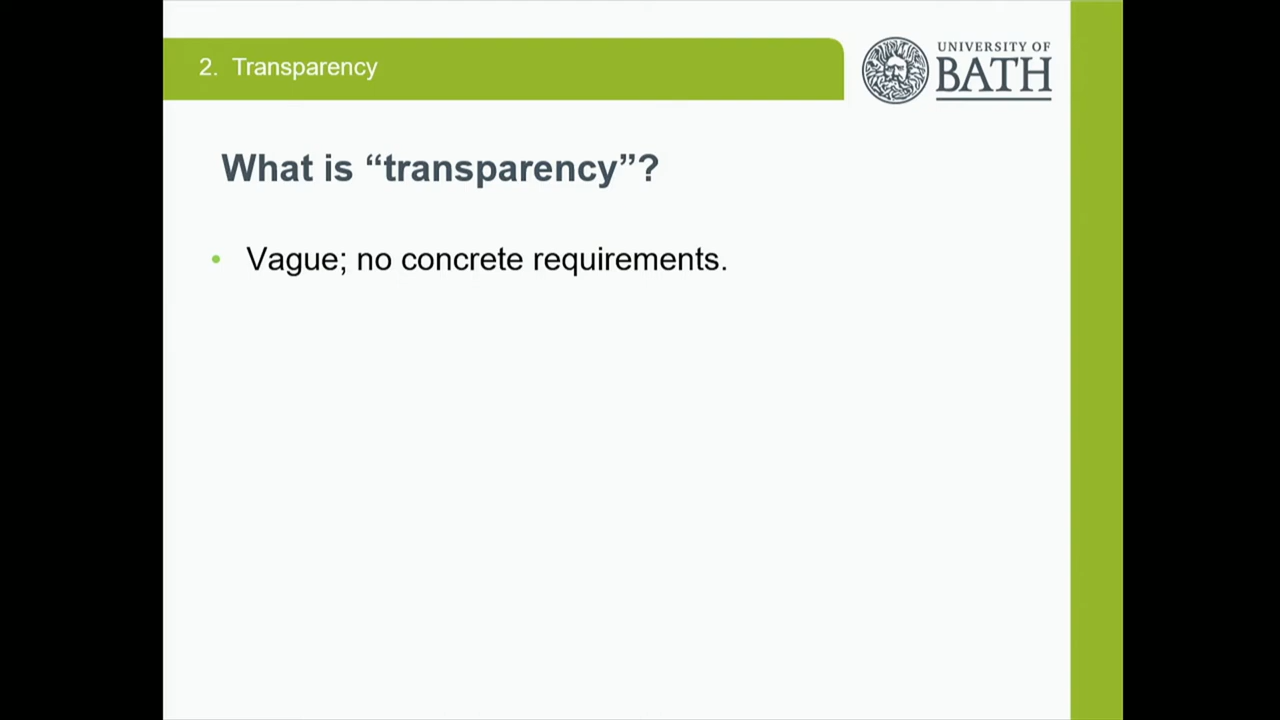 2. Transparency
UNIVERSITY OF
BATH
What is “transparency”?
• Vague; no concrete requirements.